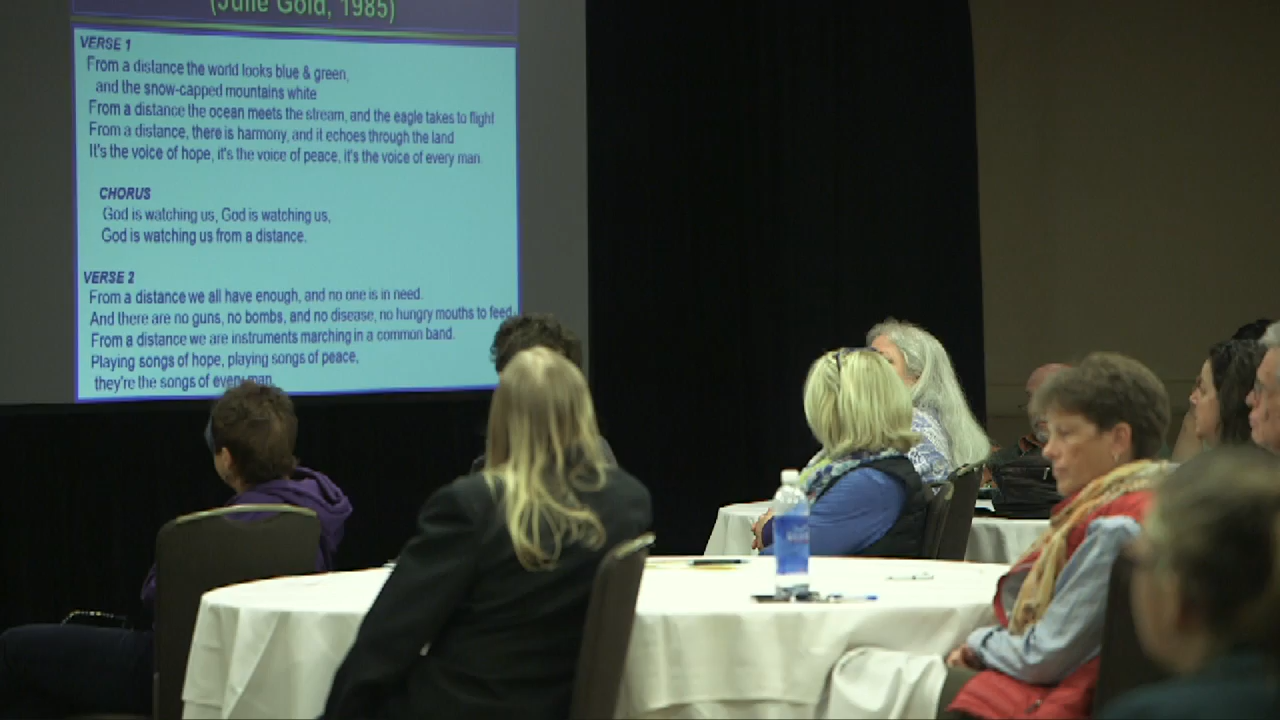 (Julie Gold, 1985)
VERSE 1
From a distance the world looks blue & green,
and the snow-capped mountains white
From a distance the ocean meets the stream, and the eagle takes to flight
From a distance, there is harmony, and it echoes through the land
It's the voice of hope, it's the voice of peace, it's the voice of every man.
CHORUS
God is watching us, God is watching us,
God is watching us from a distance.
VERSE 2
From a distance we all have enough, and no one is in need.
And there are no guns, no bombs, and no disease, no hungry mouths to feed.
From a distance we are instruments marching in a common band.
Playing songs of hope, playing songs of peace,
they're the songs of every man.